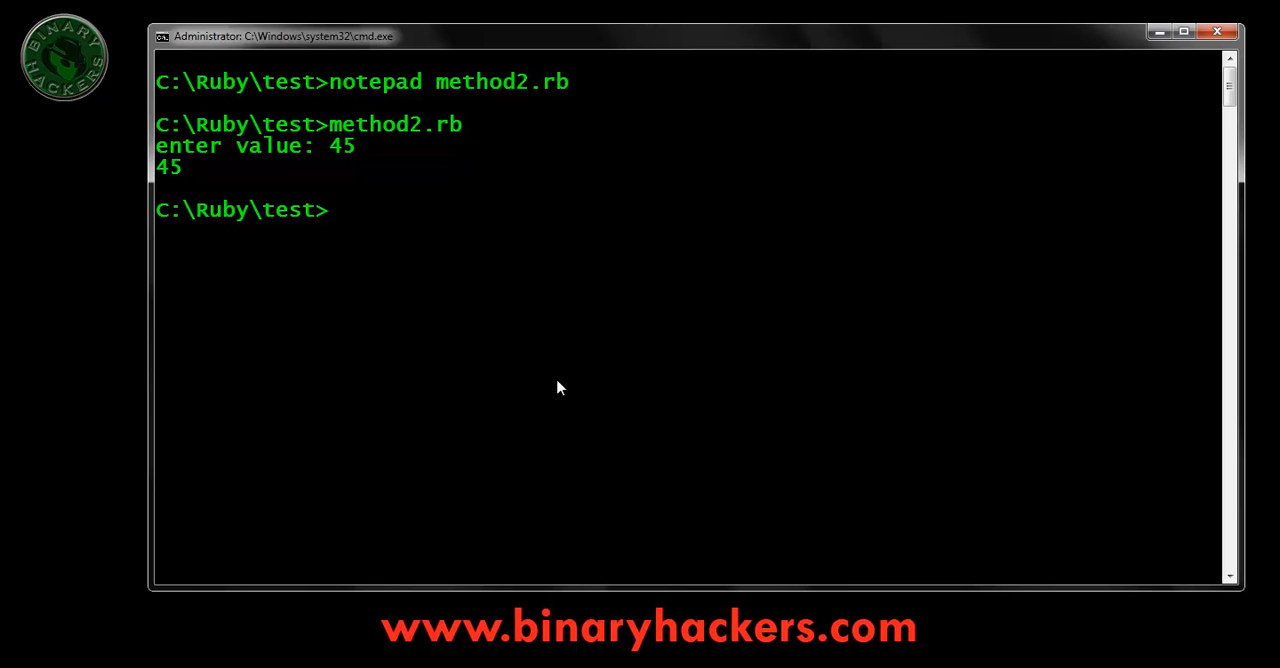 BINARY
HACKERS
Administrator: C:\Windows\system32\cmd.exe
C:\Ruby\test>notepad method2.rb
C:\Ruby\test>method2.rb
enter value: 45
45
C:\Ruby\test>
www.binaryhackers.com